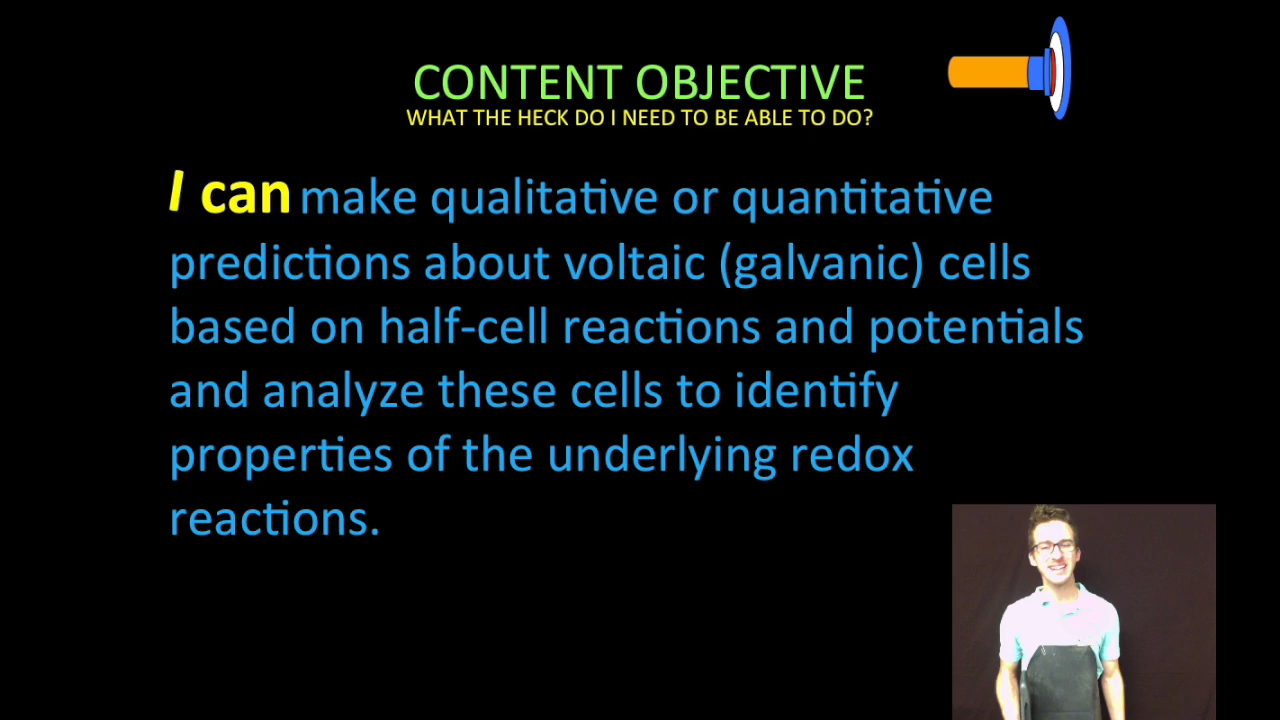 CONTENT OBJECTIVE
WHAT THE HECK DO I NEED TO BE ABLE TO DO?
I can make qualitative or quantitative
predictions about voltaic (galvanic) cells
based on half-cell reactions and potentials
and analyze these cells to identify
properties of the underlying redox
reactions.